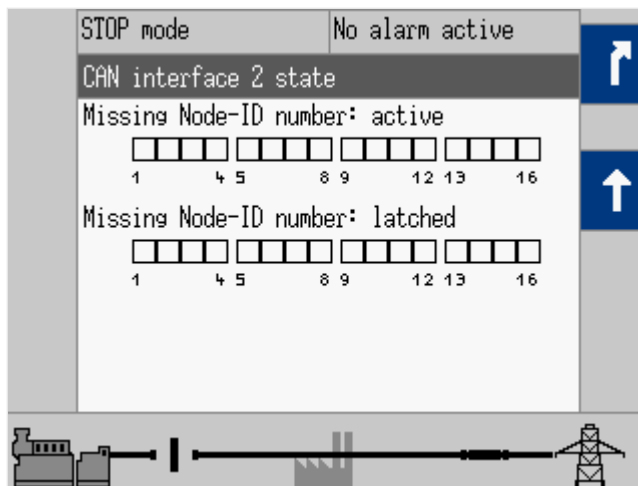 STOP mode No alarm active
CAN interface 2 state
Missing Node-ID number: active
1 4 5 8 9 12 13 16
Missing Node-ID number: latched
1 4 5 8 9 12 13 16